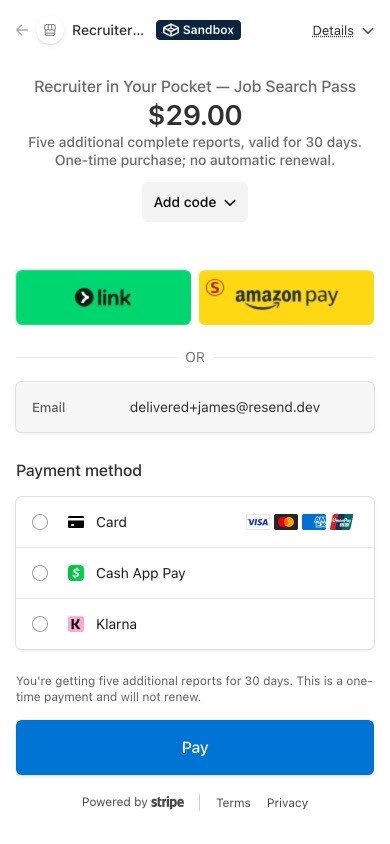 Recruiter... Sandbox Details
Recruiter in Your Pocket — Job Search Pass
$29.00
Five additional complete reports, valid for 30 days.
One-time purchase; no automatic renewal.
Add code
link
S amazon pay
OR
Email delivered+james@resend.dev
Payment method
Card VISA
Cash App Pay
K Klarna
You're getting five additional reports for 30 days. This is a one-
time payment and will not renew.
Pay
Powered by stripe Terms Privacy